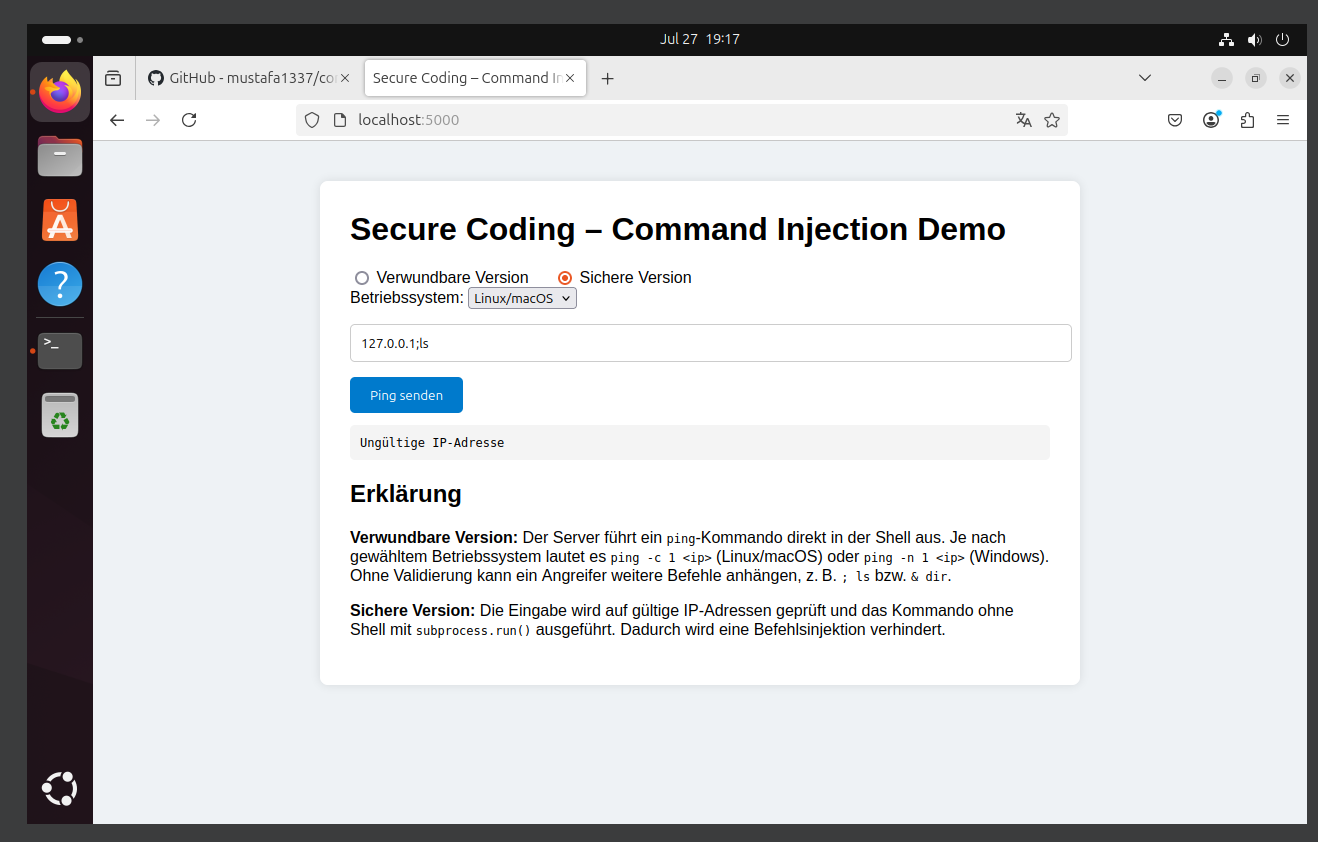 Jul 27 19:17
GitHub - mustafa1337/co
Secure Coding – Command In
localhost:5000
Secure Coding – Command Injection Demo
Verwundbare Version Sichere Version
Betriebssystem: Linux/macOS
127.0.0.1;ls
Ping senden
Ungültige IP-Adresse
Erklärung
Verwundbare Version: Der Server führt ein ping-Kommando direkt in der Shell aus. Je nach
gewähltem Betriebssystem lautet es ping -c 1 <ip> (Linux/macOS) oder ping -n 1 <ip> (Windows).
Ohne Validierung kann ein Angreifer weitere Befehle anhängen, z. B. ; ls bzw. & dir.
Sichere Version: Die Eingabe wird auf gültige IP-Adressen geprüft und das Kommando ohne
Shell mit subprocess.run() ausgeführt. Dadurch wird eine Befehlsinjektion verhindert.